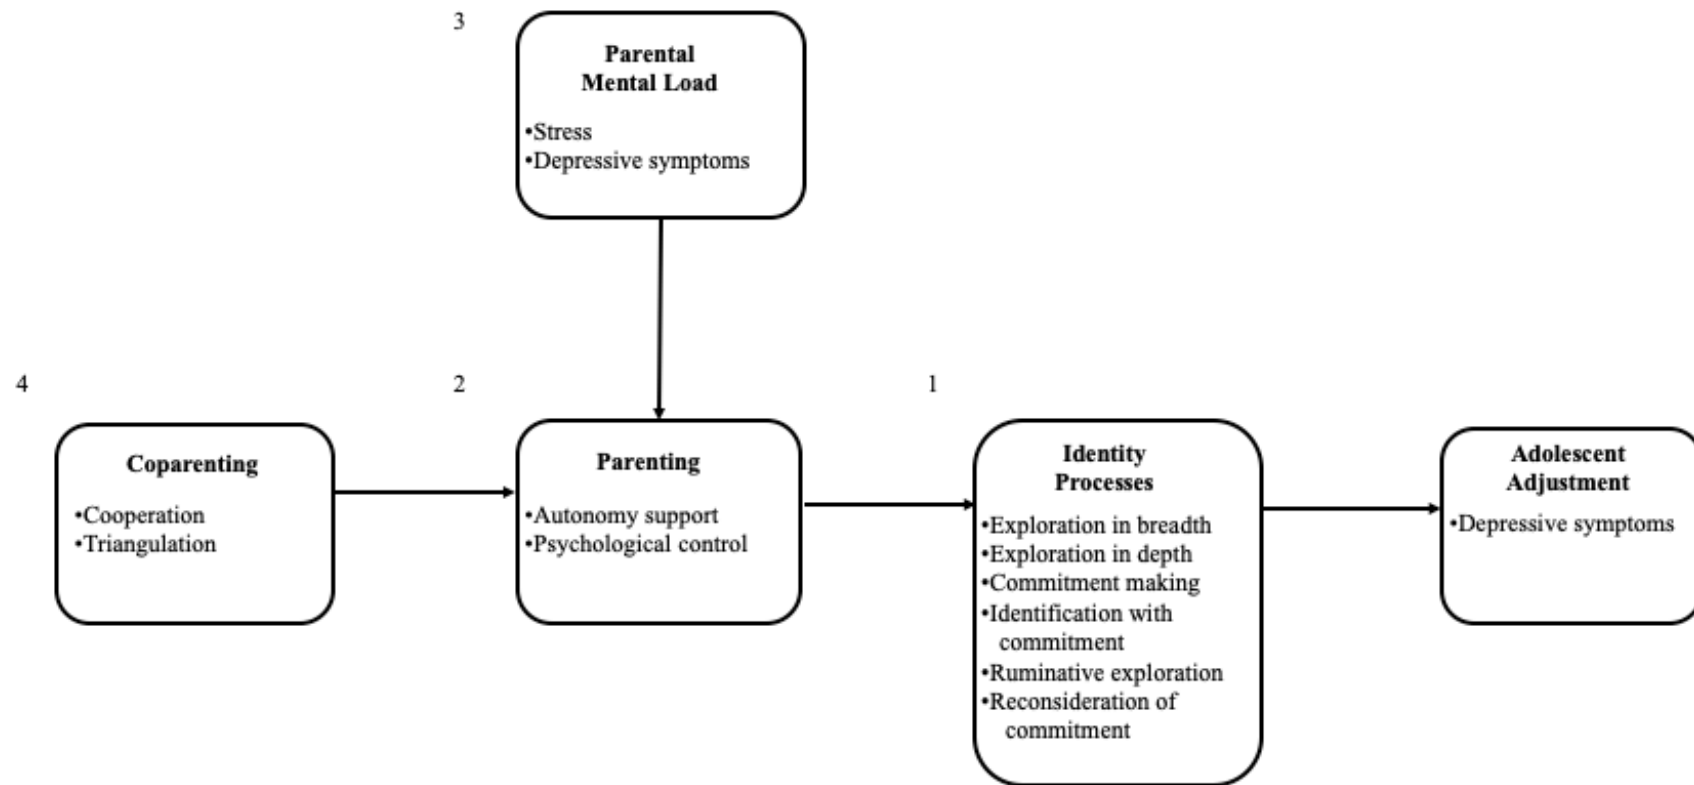 3
Parental
Mental Load
•Stress
•Depressive symptoms
4
Coparenting
•Cooperation
•Triangulation
2
Parenting
•Autonomy support
•Psychological control
1
Identity
Processes
•Exploration in breadth
•Exploration in depth
•Commitment making
•Identification with
commitment
•Ruminative exploration
•Reconsideration of
commitment
Adolescent
Adjustment
•Depressive symptoms